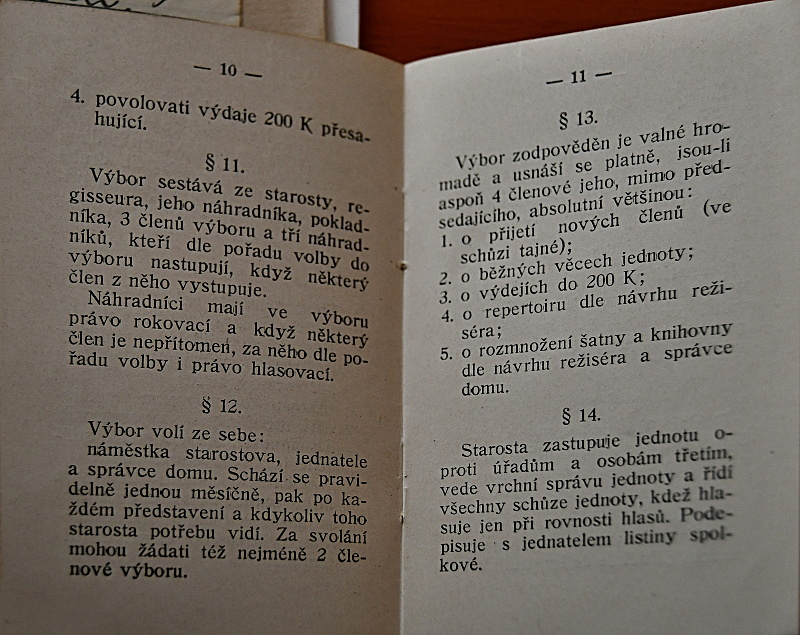 — 10 —
4. povolovati výdaje 200 K přesa-
hující.
§ 11.
Výbor sestává ze starosty, re-
gisseura, jeho náhradníka, poklad-
níka, 3 členů výboru a tří náhrad-
níků, kteří dle pořadu volby do
výboru nastupují, když některý
člen z něho vystupuje.
Náhradníci mají ve výboru
právo rokovací a když některý
člen je nepřítomen, za něho dle po-
řadu volby i právo hlasovací.
§ 12.
Výbor volí ze sebe:
náměstka starostova, jednatele
a správce domu. Schází se pravi-
delně jednou měsíčně, pak po ka-
ždém představení a kdykoliv toho
starosta potřebu vidí. Za svolání
mohou žádati též nejméně 2 čle-
nové výboru.
— 11 —
§ 13.
Výbor zodpověděn je valné hro-
madě a usnáší se platně, jsou-li
aspoň 4 členové jeho, mimo před-
sedajícího, absolutní většinou:
1. o přijetí nových členů (ve
schůzi tajné);
2. o běžných věcech jednoty;
3. o výdejích do 200 K;
4. o repertoiru dle návrhu reži-
séra;
5. o rozmnožení šatny a knihovny
dle návrhu režiséra a správce
domu.
§ 14.
Starosta zastupuje jednotu o-
proti úřadům a osobám třetím,
vede vrchní správu jednoty a řídí
všechny schůze jednoty, kdež hla-
suje jen při rovnosti hlasů. Pode-
pisuje s jednatelem listiny spol-
kové.